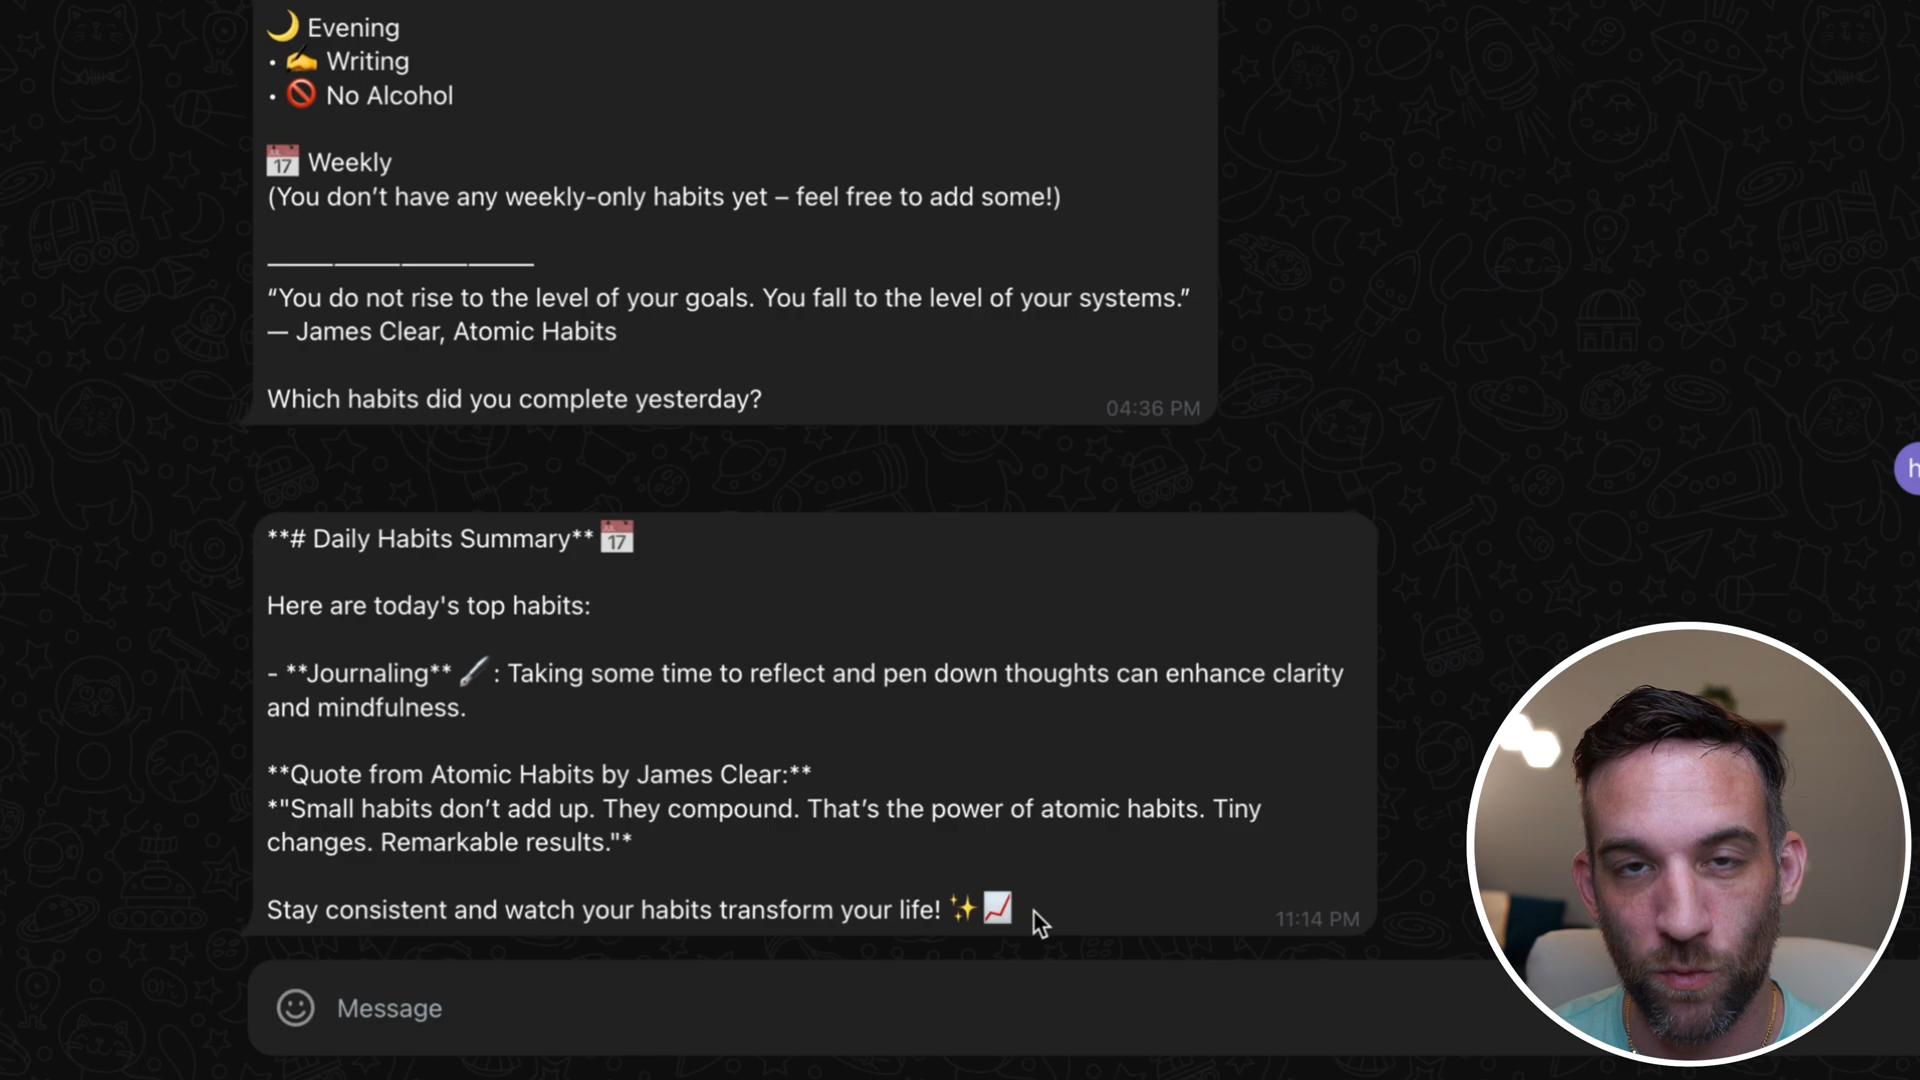 🌙 Evening
• ✍️ Writing
• 🚫 No Alcohol
📅 Weekly
(You don’t have any weekly-only habits yet – feel free to add some!)
____________________
“You do not rise to the level of your goals. You fall to the level of your systems.”
— James Clear, Atomic Habits
Which habits did you complete yesterday?
04:36 PM
h
**# Daily Habits Summary** 📅
Here are today's top habits:
- **Journaling** 🖌️ : Taking some time to reflect and pen down thoughts can enhance clarity
and mindfulness.
**Quote from Atomic Habits by James Clear:**
*"Small habits don’t add up. They compound. That’s the power of atomic habits. Tiny
changes. Remarkable results."*
Stay consistent and watch your habits transform your life! ✨📈
11:14 PM
Message